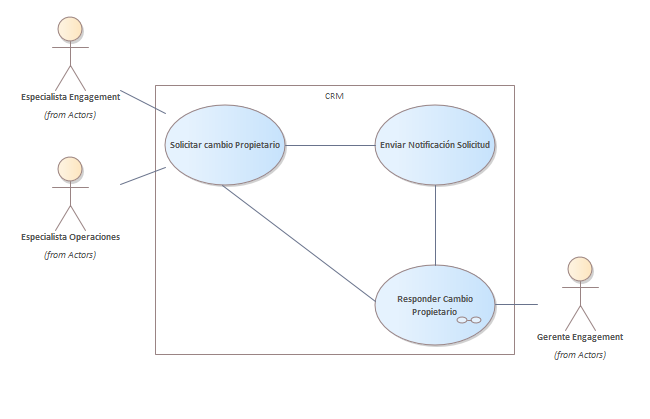 Especialista Engagement
(from Actors)
CRM
Solicitar cambio Propietario
Enviar Notificación Solicitud
Especialista Operaciones
(from Actors)
Responder Cambio
Propietario
Gerente Engagement
(from Actors)